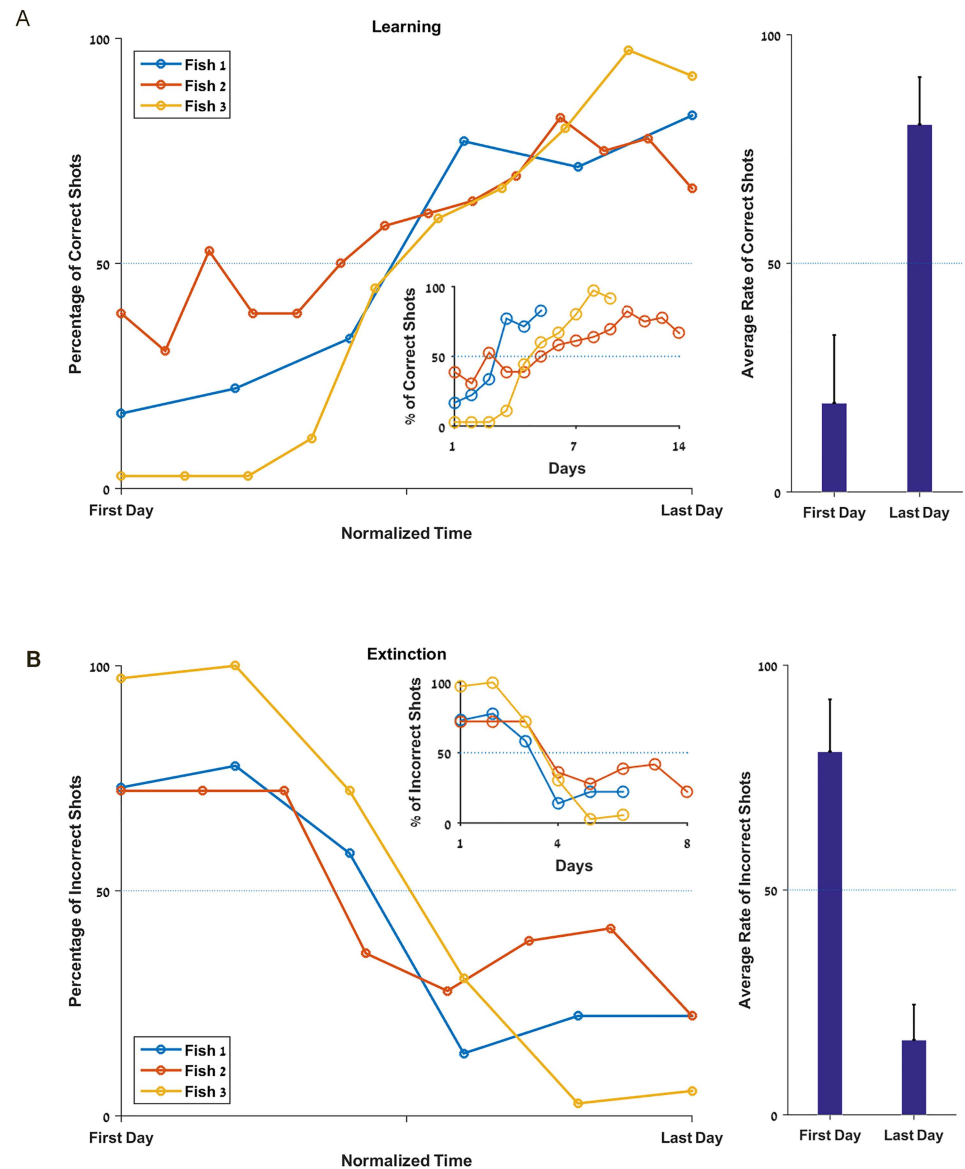 A
Learning
Percentage of Correct Shots
100
50
0
Fish 1
Fish 2
Fish 3
First Day
Last Day
Normalized Time
% of Correct Shots
100
50
0
1
7
14
Days
Average Rate of Correct Shots
100
50
0
First Day
Last Day
B
Extinction
Percentage of Incorrect Shots
100
50
0
Fish 1
Fish 2
Fish 3
First Day
Last Day
Normalized Time
% of Incorrect Shots
100
50
0
1
4
8
Days
Average Rate of Incorrect Shots
100
50
0
First Day
Last Day